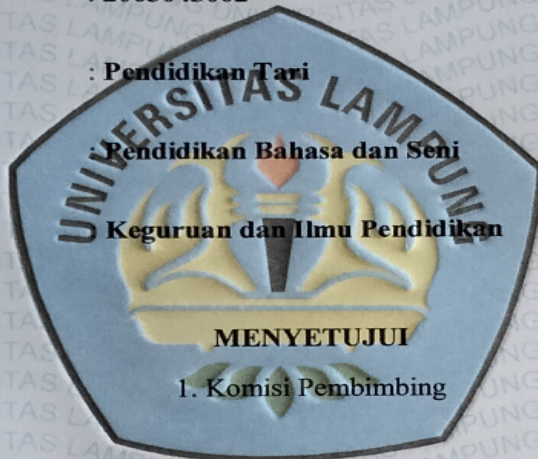 : Pendidikan Tari
: Pendidikan Bahasa dan Seni
Keguruan dan Ilmu Pendidikan
UNIVERSITAS LAMPUNG
MENYETUJUI
1. Komisi Pembimbing